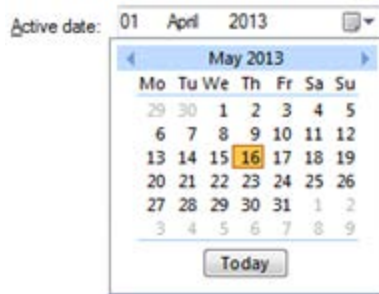 Active date: 01 April 2013
May 2013
Mo Tu We Th Fr Sa Su
29 30 1 2 3 4 5
6 7 8 9 10 11 12
13 14 15 16 17 18 19
20 21 22 23 24 25 26
27 28 29 30 31 1 2
3 4 5 6 7 8 9
Today